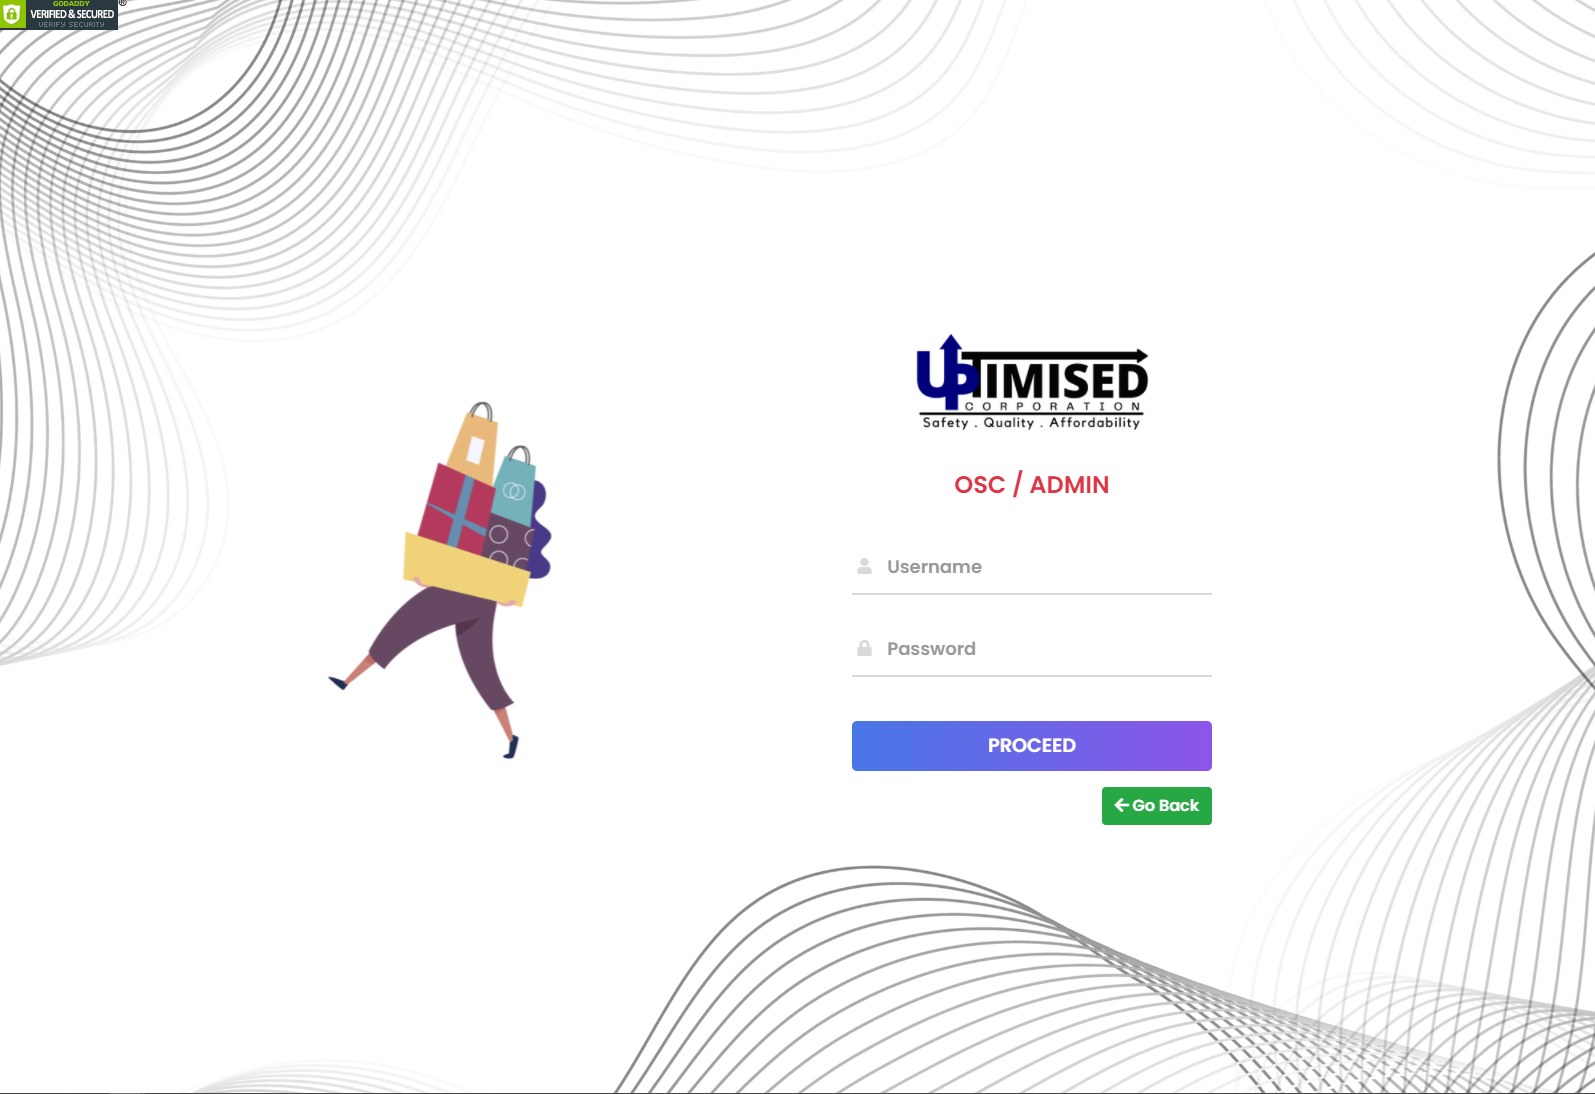 GODADDY
VERIFIED & SECURED
VERIFY SECURITY
®
UPTIMISED
CORPORATION
Safety . Quality . Affordability
OSC / ADMIN
Username
Password
PROCEED
Go Back